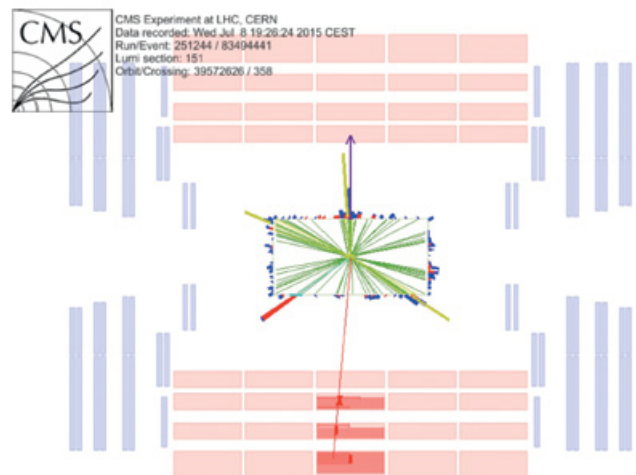 CMS
CMS Experiment at LHC, CERN
Data recorded: Wed Jul 8 19:26:24 2015 CEST
Run/Event: 251244 / 83494441
Lumi section: 151
Orbit/Crossing: 39572626 / 358